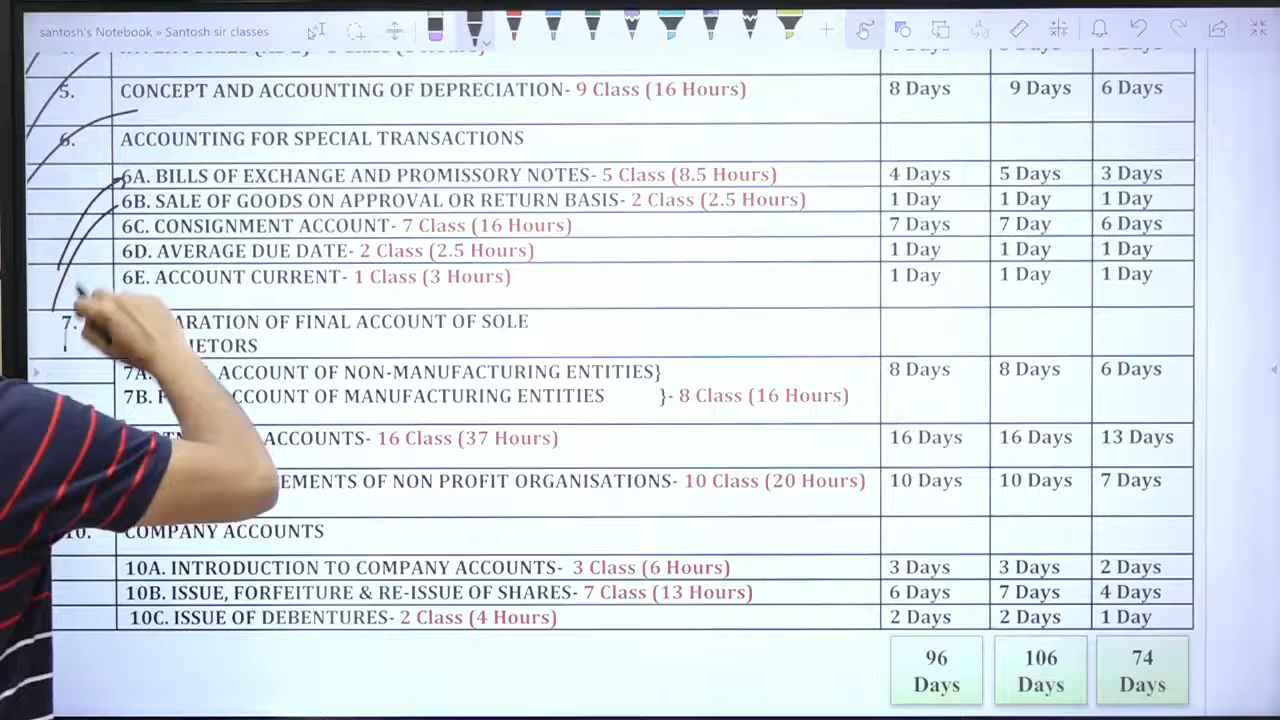 santosh's Notebook » Santosh sir classes
5. CONCEPT AND ACCOUNTING OF DEPRECIATION- 9 Class (16 Hours) 8 Days 9 Days 6 Days
6. ACCOUNTING FOR SPECIAL TRANSACTIONS
6A. BILLS OF EXCHANGE AND PROMISSORY NOTES- 5 Class (8.5 Hours) 4 Days 5 Days 3 Days
6B. SALE OF GOODS ON APPROVAL OR RETURN BASIS- 2 Class (2.5 Hours) 1 Day 1 Day 1 Day
6C. CONSIGNMENT ACCOUNT- 7 Class (16 Hours) 7 Days 7 Day 6 Days
6D. AVERAGE DUE DATE- 2 Class (2.5 Hours) 1 Day 1 Day 1 Day
6E. ACCOUNT CURRENT- 1 Class (3 Hours) 1 Day 1 Day 1 Day
7. ARATION OF FINAL ACCOUNT OF SOLE
IETORS
7A. ACCOUNT OF NON-MANUFACTURING ENTITIES} 8 Days 8 Days 6 Days
7B. CCOUNT OF MANUFACTURING ENTITIES }- 8 Class (16 Hours)
ACCOUNTS- 16 Class (37 Hours) 16 Days 16 Days 13 Days
EMENTS OF NON PROFIT ORGANISATIONS- 10 Class (20 Hours) 10 Days 10 Days 7 Days
10. COMPANY ACCOUNTS
10A. INTRODUCTION TO COMPANY ACCOUNTS- 3 Class (6 Hours) 3 Days 3 Days 2 Days
10B. ISSUE, FORFEITURE & RE-ISSUE OF SHARES- 7 Class (13 Hours) 6 Days 7 Days 4 Days
10C. ISSUE OF DEBENTURES- 2 Class (4 Hours) 2 Days 2 Days 1 Day
96 Days 106 Days 74 Days